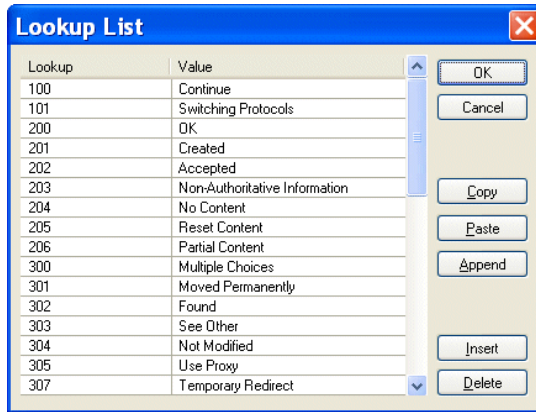 Lookup List
Lookup Value
100 Continue
101 Switching Protocols
200 OK
201 Created
202 Accepted
203 Non-Authoritative Information
204 No Content
205 Reset Content
206 Partial Content
300 Multiple Choices
301 Moved Permanently
302 Found
303 See Other
304 Not Modified
305 Use Proxy
307 Temporary Redirect
OK
Cancel
Copy
Paste
Append
Insert
Delete